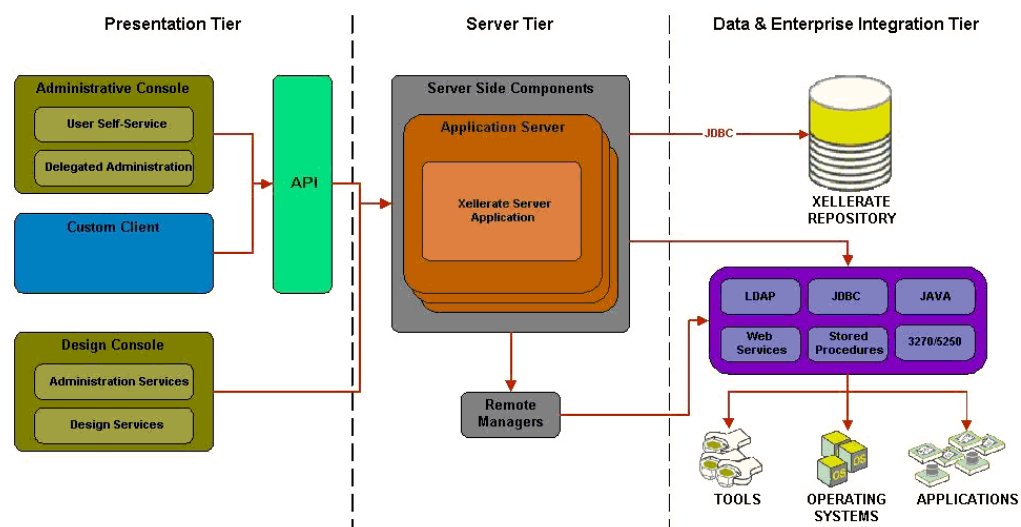 Presentation Tier
Server Tier
Data & Enterprise Integration Tier
Administrative Console
User Self-Service
Delegated Administration
Custom Client
API
Design Console
Administration Services
Design Services
Server Side Components
Application Server
Xellerate Server
Application
Remote
Managers
JDBC
XELLERATE
REPOSITORY
LDAP
JDBC
JAVA
Web
Services
Stored
Procedures
3270/5250
TOOLS
OS
OS
OPERATING
SYSTEMS
APPLICATIONS